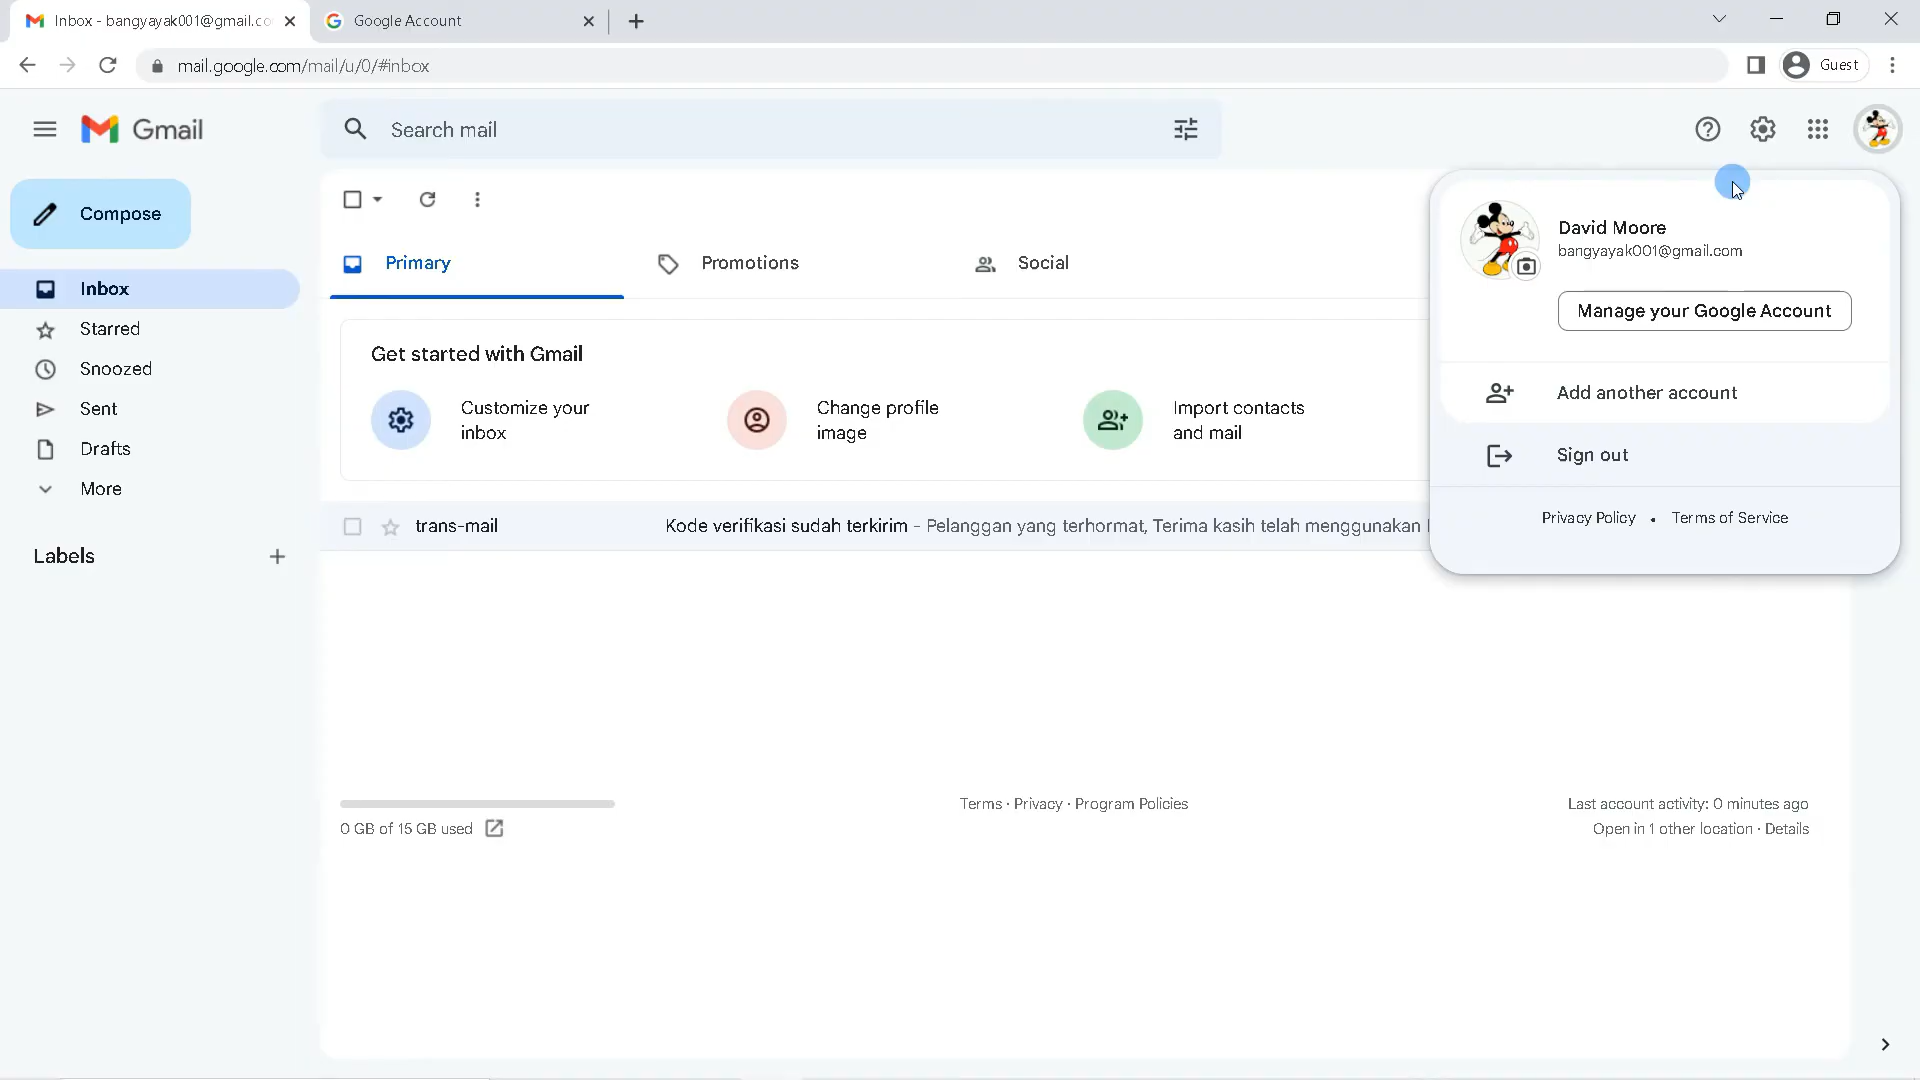 Inbox - bangyayak001@gmail.co
Google Account
mail.google.com/mail/u/0/#inbox
Guest
Gmail
Search mail
Compose
Inbox
Starred
Snoozed
Sent
Drafts
More
Labels
Primary
Promotions
Social
Get started with Gmail
Customize your
inbox
Change profile
image
Import contacts
and mail
trans-mail
Kode verifikasi sudah terkirim - Pelanggan yang terhormat, Terima kasih telah menggunakan
David Moore
bangyayak001@gmail.com
Manage your Google Account
Add another account
Sign out
Privacy Policy • Terms of Service
0 GB of 15 GB used
Terms · Privacy · Program Policies
Last account activity: 0 minutes ago
Open in 1 other location · Details